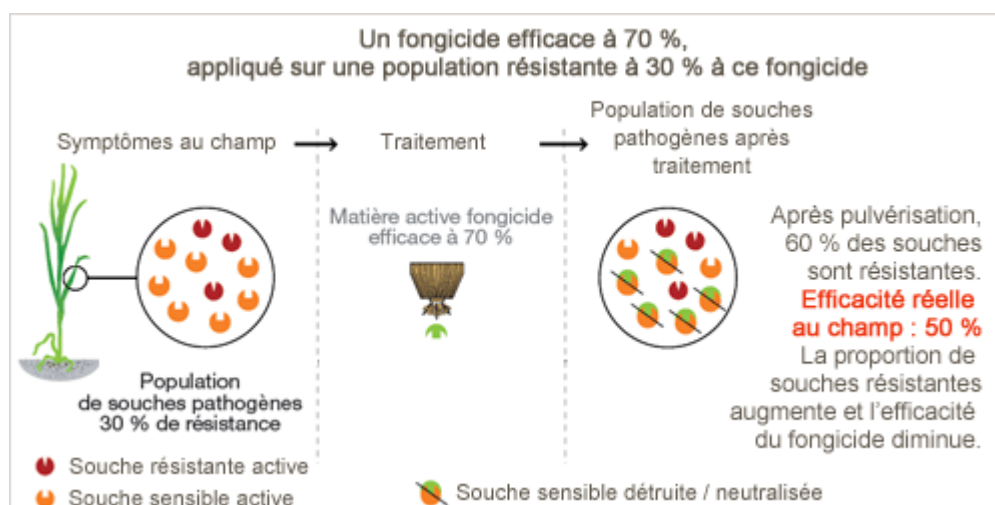 Un fongicide efficace à 70 %,
appliqué sur une population résistante à 30 % à ce fongicide
Symptômes au champ
Traitement
Population de souches
pathogènes après
traitement
Matière active fongicide
efficace à 70 %
Après pulvérisation,
60 % des souches
sont résistantes.
Efficacité réelle
au champ : 50 %
La proportion de
souches résistantes
augmente et l'efficacité
du fongicide diminue.
Population
de souches pathogènes
30 % de résistance
Souche résistante active
Souche sensible active
Souche sensible détruite / neutralisée